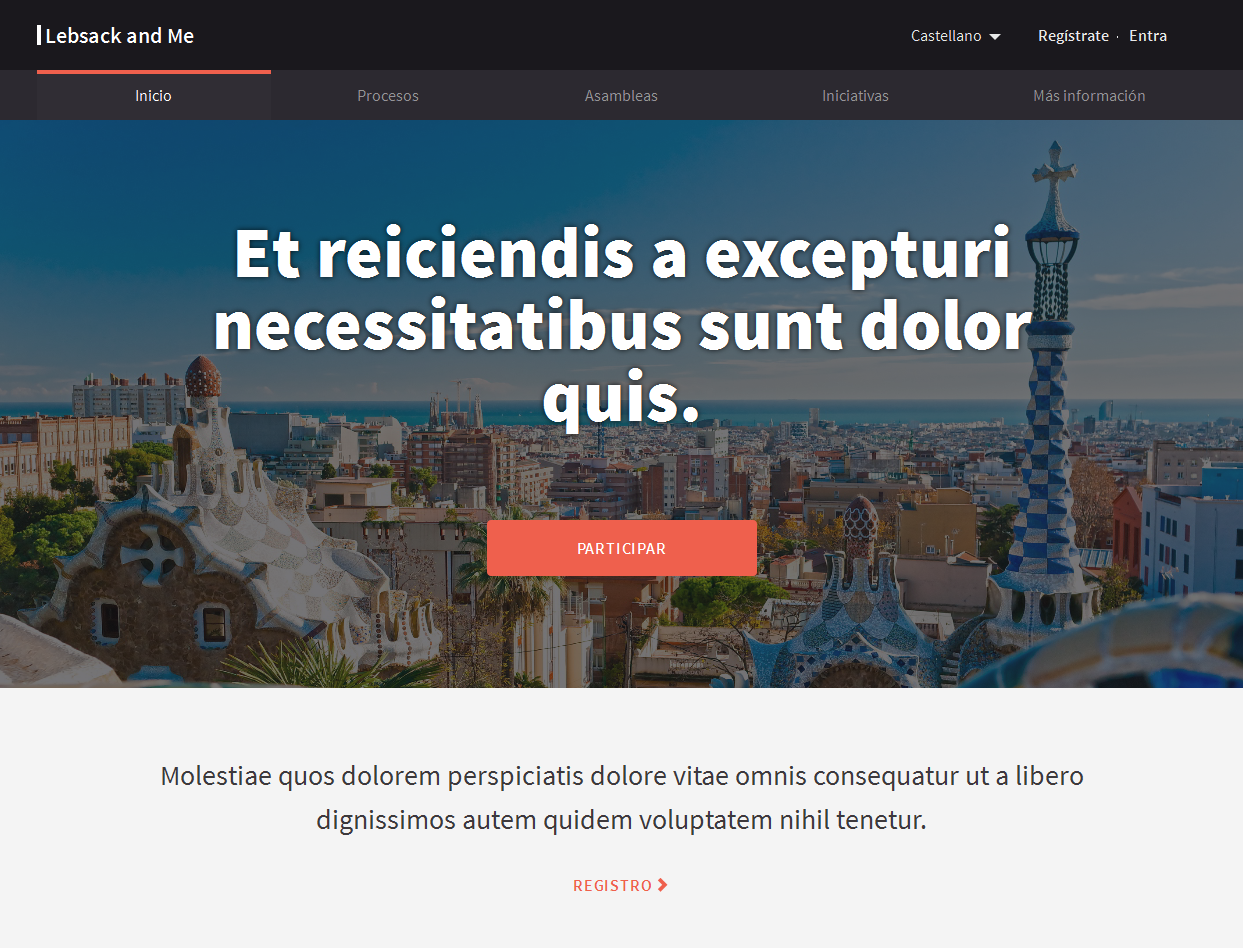 Lebsack and Me
Castellano
Regístrate · Entra
Inicio
Procesos
Asambleas
Iniciativas
Más información
Et reiciendis a excepturi
necessitatibus sunt dolor
quis.
PARTICIPAR
Molestiae quos dolorem perspiciatis dolore vitae omnis consequatur ut a libero
dignissimos autem quidem voluptatem nihil tenetur.
REGISTRO